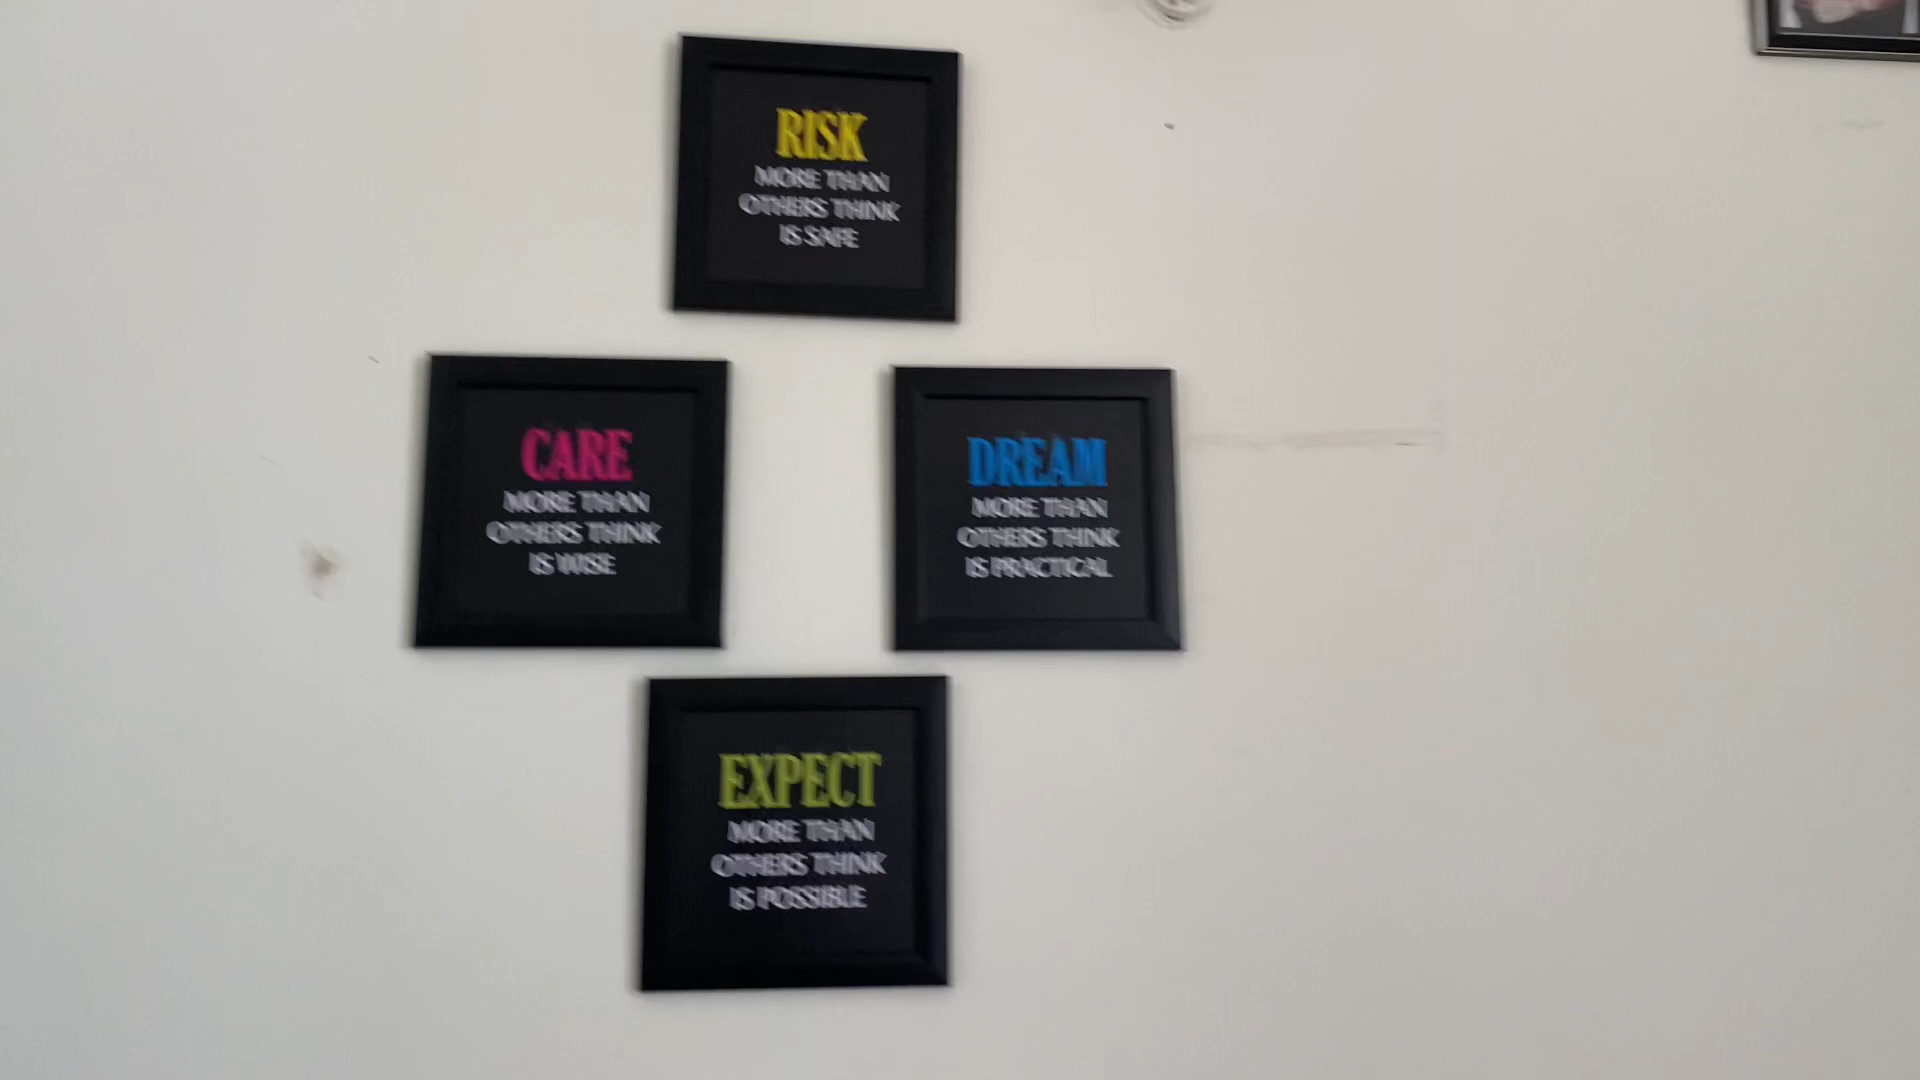 RISK
MORE THAN
OTHERS THINK
IS SAFE
CARE
MORE THAN
OTHERS THINK
IS WISE
DREAM
MORE THAN
OTHERS THINK
IS PRACTICAL
EXPECT
MORE THAN
OTHERS THINK
IS POSSIBLE